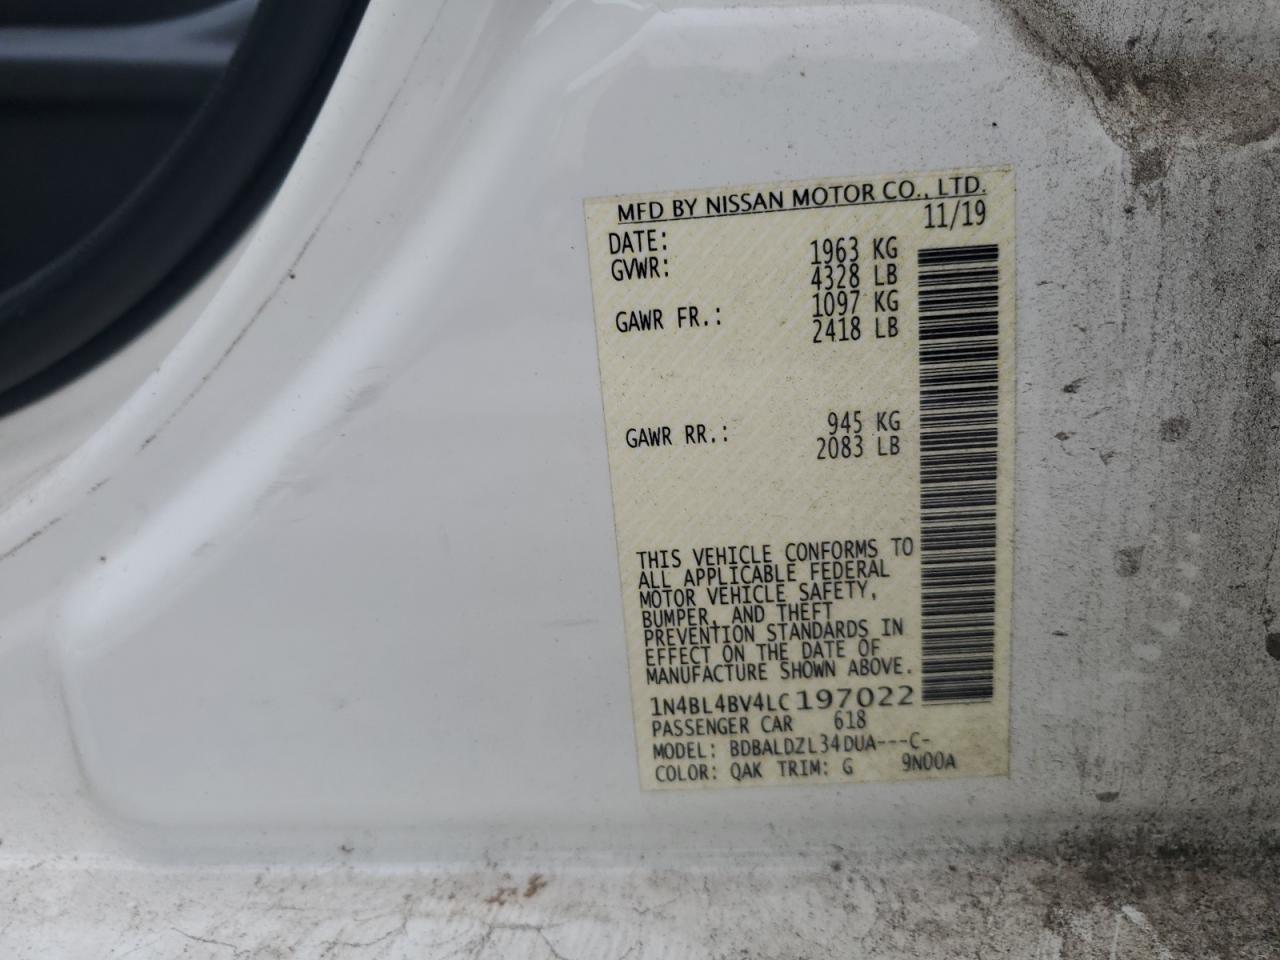 MFD BY NISSAN MOTOR CO., LTD.
DATE: 11/19
GVWR: 1963 KG
4328 LB
GAWR FR.: 1097 KG
2418 LB
GAWR RR.: 945 KG
2083 LB
THIS VEHICLE CONFORMS TO
ALL APPLICABLE FEDERAL
MOTOR VEHICLE SAFETY,
BUMPER, AND THEFT
PREVENTION STANDARDS IN
EFFECT ON THE DATE OF
MANUFACTURE SHOWN ABOVE.
1N4BL4BV4LC197022
PASSENGER CAR 618
MODEL: BDBALDZL34DUA---C-
COLOR: QAK TRIM: G 9N00A